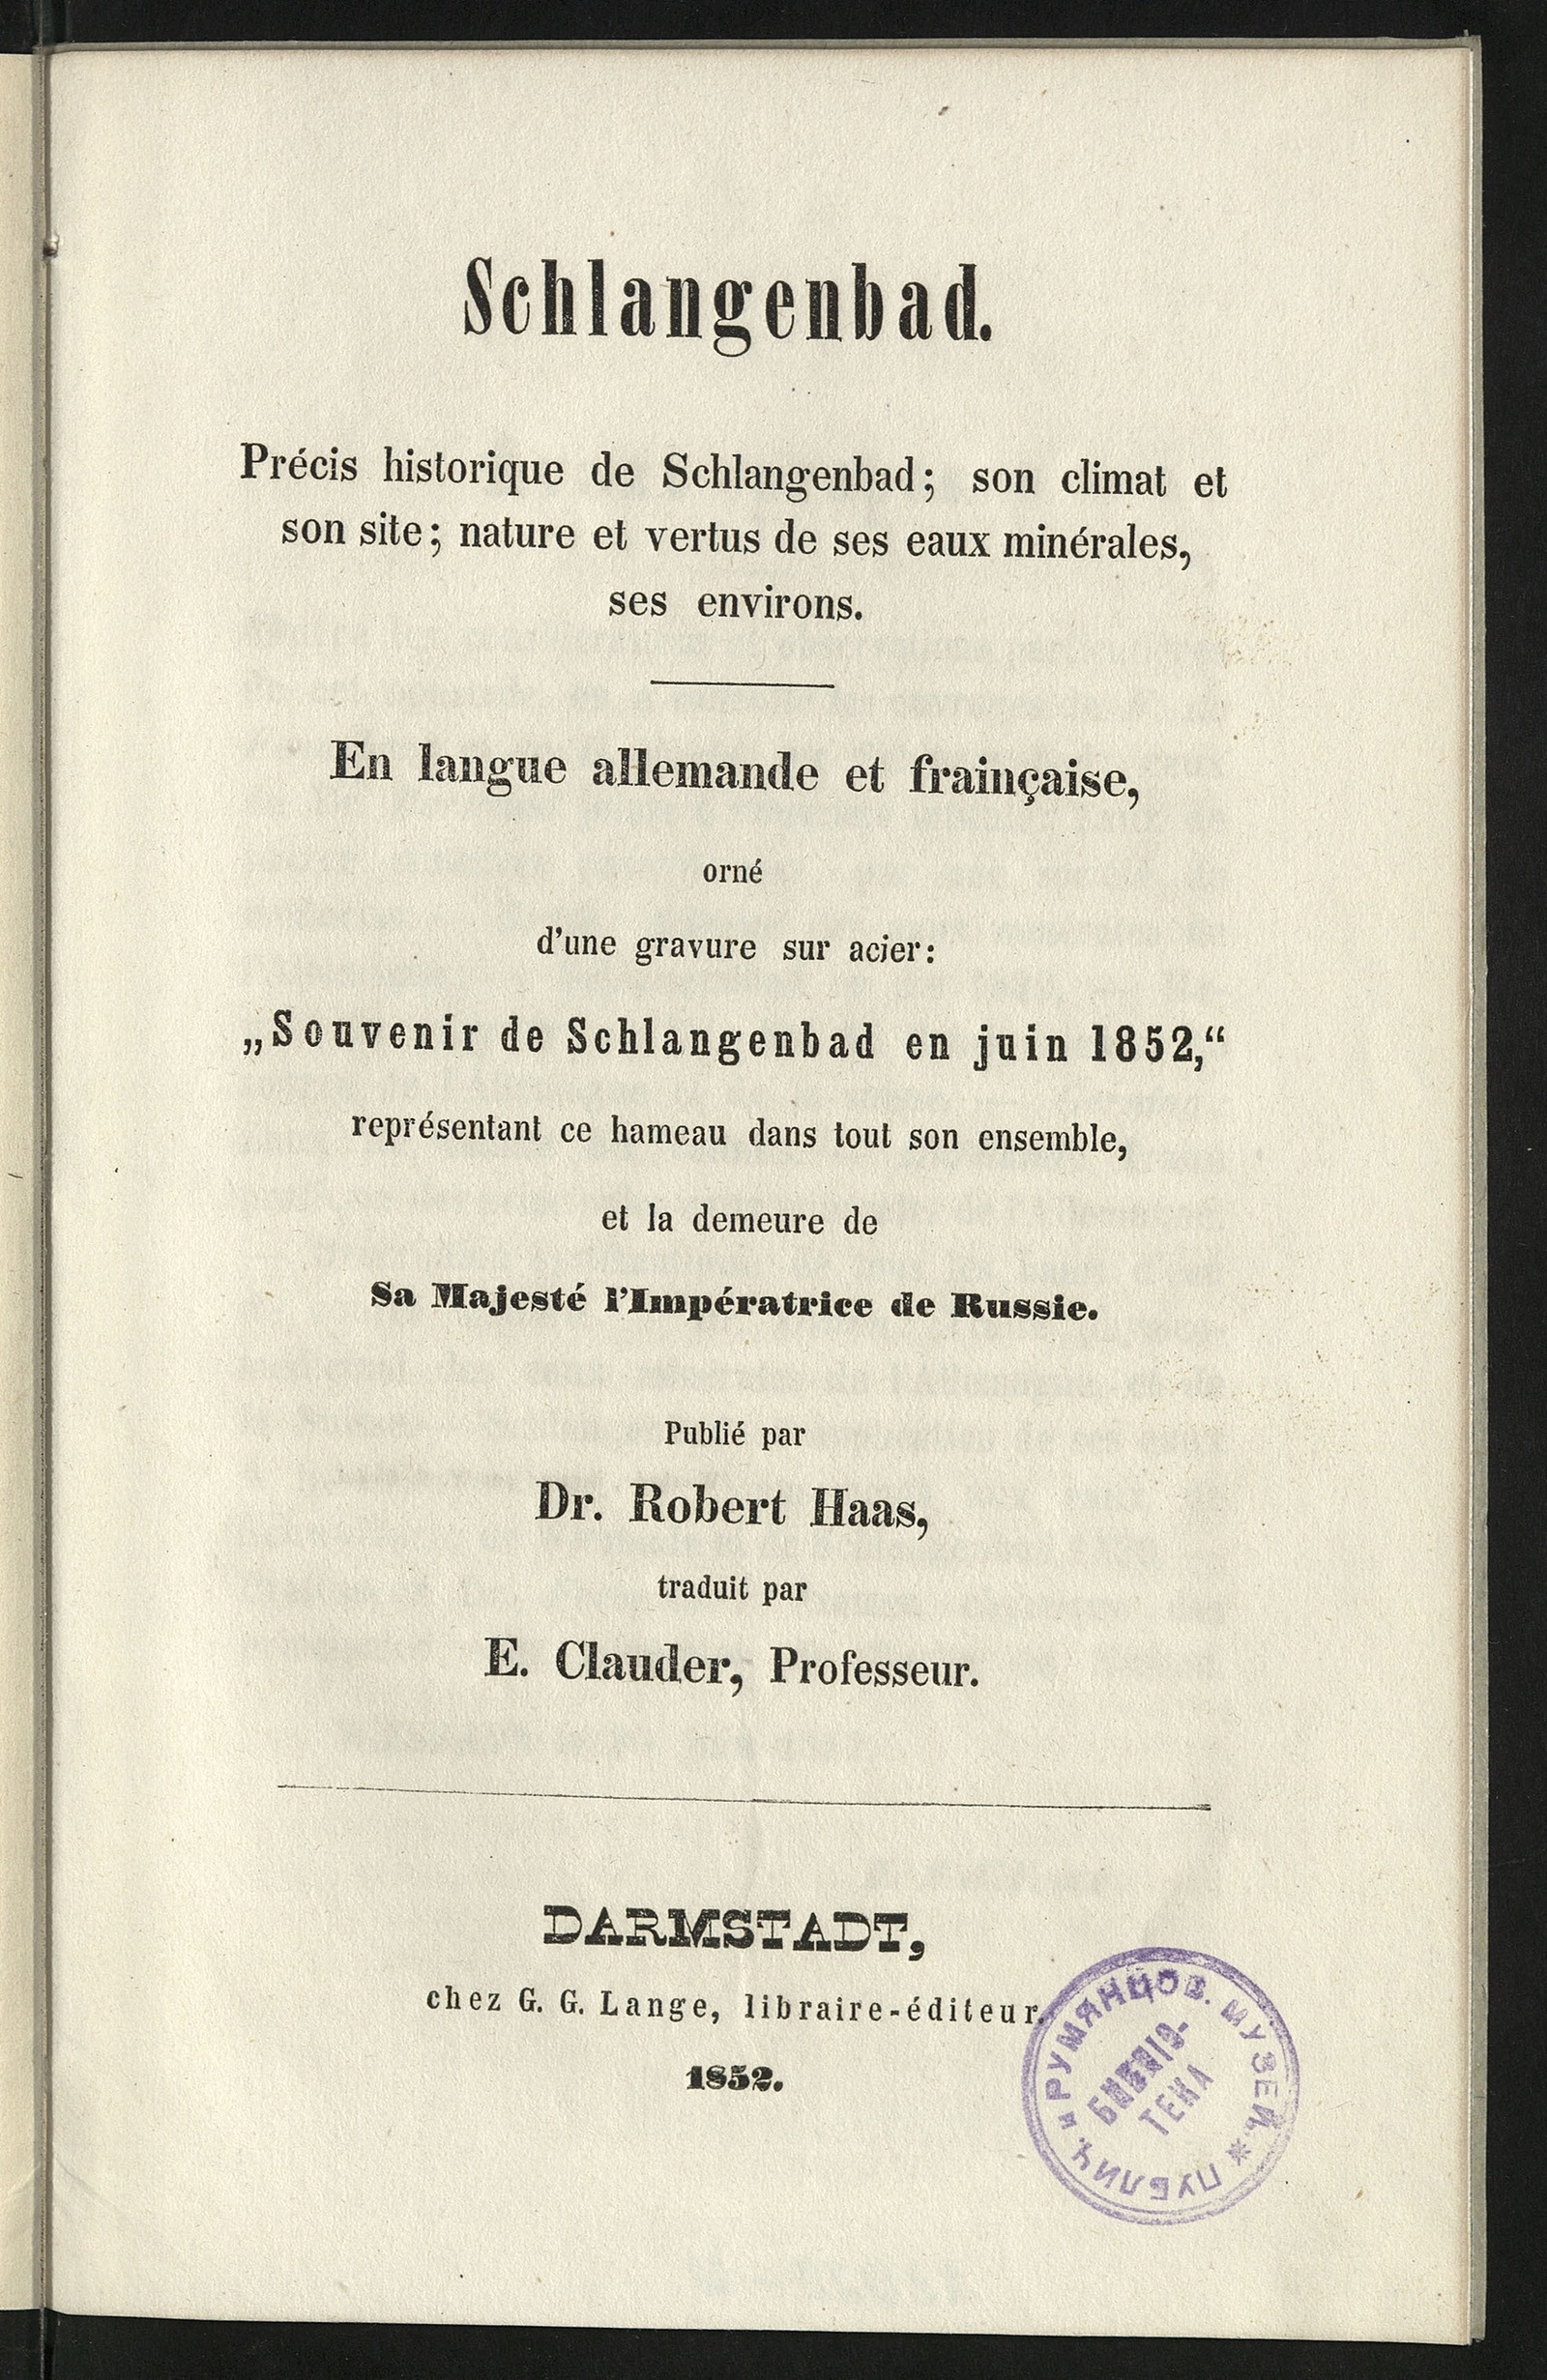 Schlangenbad.
Précis historique de Schlangenbad; son climat et
son site; nature et vertus de ses eaux minérales,
ses environs.
En langue allemande et frainçaise,
orné
d'une gravure sur acier:
„Souvenir de Schlangenbad en juin 1852,“
représentant ce hameau dans tout son ensemble,
et la demeure de
Sa Majesté l'Impératrice de Russie.
Publié par
Dr. Robert Haas,
traduit par
E. Clauder, Professeur.
DARMSTADT,
chez G. G. Lange, libraire-éditeur.
1852.
ПУБЛИЧ. и РУМЯНЦОВ. МУЗЕИ. *
БИБЛІО-
ТЕКА